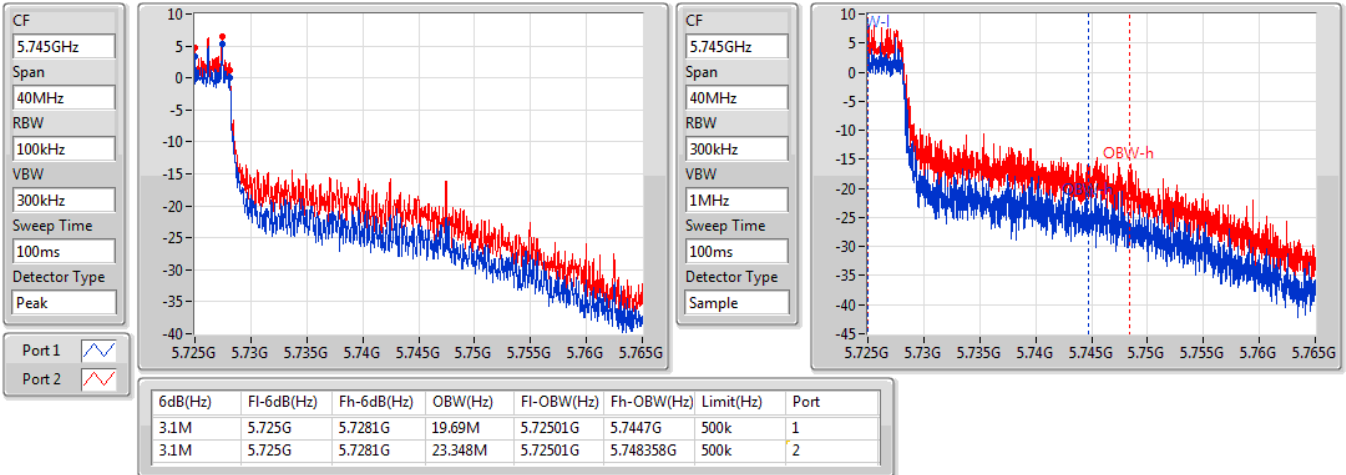 CF
5.745GHz
Span
40MHz
RBW
100kHz
VBW
300kHz
Sweep Time
100ms
Detector Type
Peak
Port 1
Port 2
10
5
0
-5
-10
-15
-20
-25
-30
-35
-40
5.725G 5.73G 5.735G 5.74G 5.745G 5.75G 5.755G 5.76G 5.765G
CF
5.745GHz
Span
40MHz
RBW
300kHz
VBW
1MHz
Sweep Time
100ms
Detector Type
Sample
10
5
0
-5
-10
-15
-20
-25
-30
-35
-40
-45
W-l
OBW-h
OBW-h
5.725G 5.73G 5.735G 5.74G 5.745G 5.75G 5.755G 5.76G 5.765G
6dB(Hz) Fl-6dB(Hz) Fh-6dB(Hz) OBW(Hz) Fl-OBW(Hz) Fh-OBW(Hz) Limit(Hz) Port
3.1M 5.725G 5.7281G 19.69M 5.72501G 5.7447G 500k 1
3.1M 5.725G 5.7281G 23.348M 5.72501G 5.748358G 500k 2